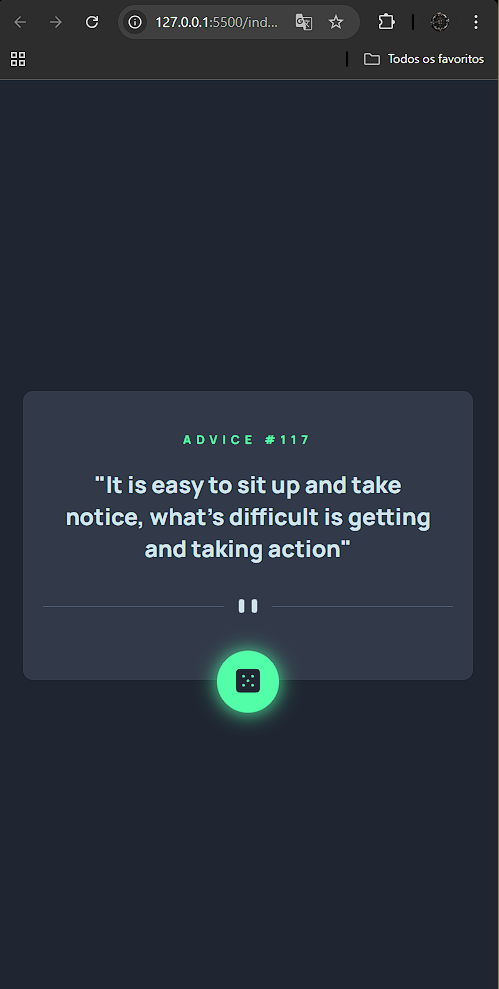 127.0.0.1:5500/ind...
Todos os favoritos
ADVICE #117
"It is easy to sit up and take
notice, what's difficult is getting
and taking action"